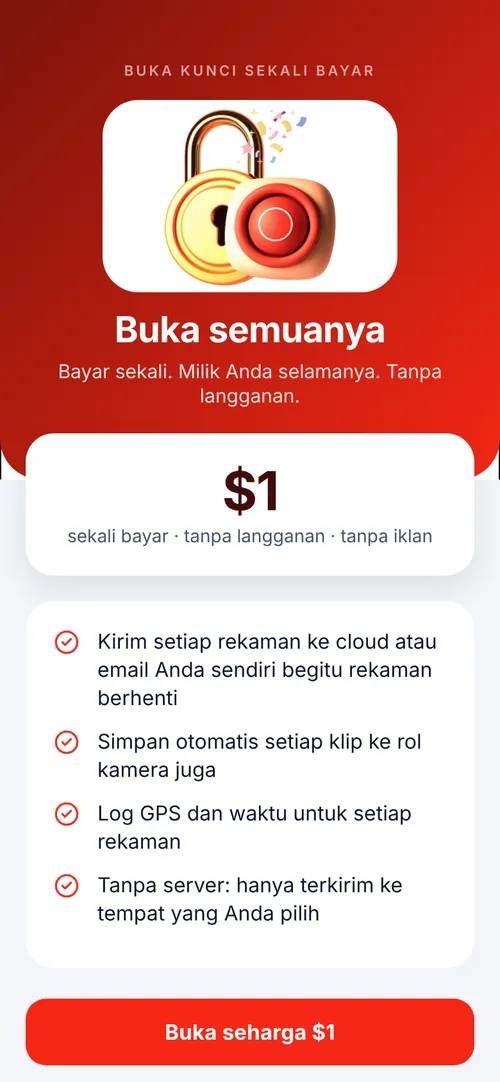 BUKA KUNCI SEKALI BAYAR
Buka semuanya
Bayar sekali. Milik Anda selamanya. Tanpa
langganan.
$1
sekali bayar · tanpa langganan · tanpa iklan
Kirim setiap rekaman ke cloud atau
email Anda sendiri begitu rekaman
berhenti
Simpan otomatis setiap klip ke rol
kamera juga
Log GPS dan waktu untuk setiap
rekaman
Tanpa server: hanya terkirim ke
tempat yang Anda pilih
Buka seharga $1